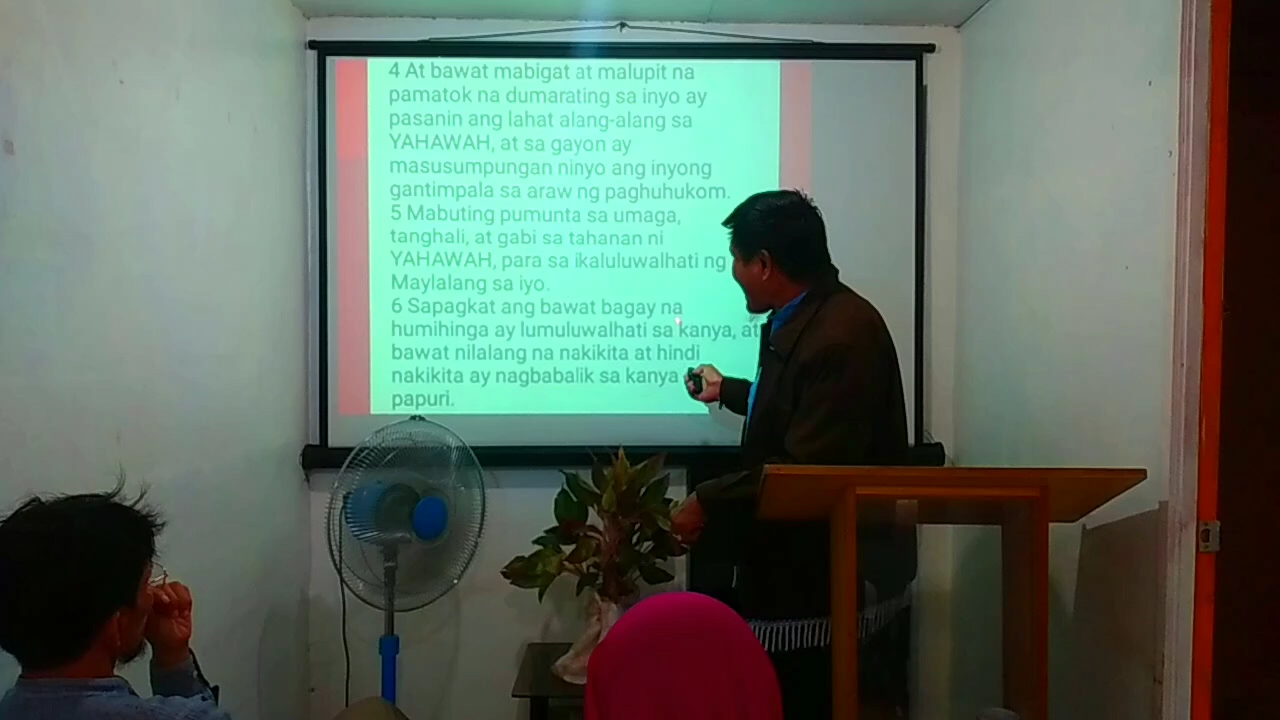 4 At bawat mabigat at malupit na
pamatok na dumarating sa inyo ay
pasanin ang lahat alang-alang sa
YAHAWAH, at sa gayon ay
masusumpungan ninyo ang inyong
gantimpala sa araw ng paghuhukom.
5 Mabuting pumunta sa umaga,
tanghali, at gabi sa tahanan ni
YAHAWAH, para sa ikaluluwalhati ng
Maylalang sa iyo.
6 Sapagkat ang bawat bagay na
humihinga ay lumuluwalhati sa kanya, at
bawat nilalang na nakikita at hindi
nakikita ay nagbabalik sa kanya
papuri.